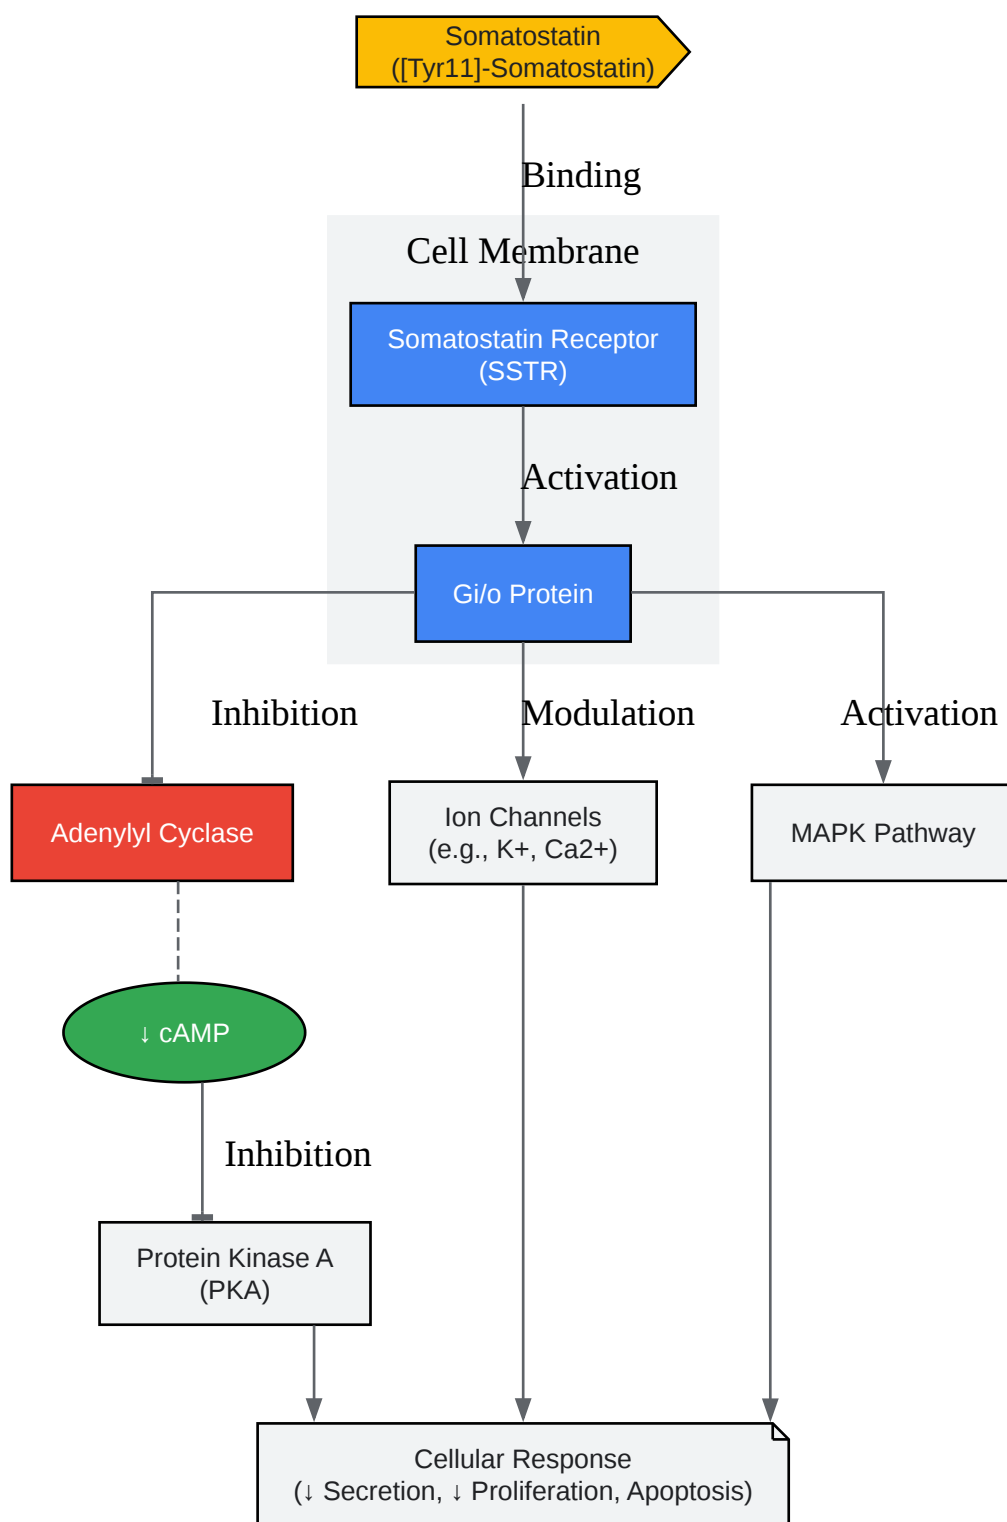 Somatostatin
([Tyr11]-Somatostatin)
Binding
Cell Membrane
Somatostatin Receptor
(SSTR)
Activation
Gi/o Protein
Inhibition
Modulation
Activation
Adenylyl Cyclase
Ion Channels
(e.g., K+, Ca2+)
MAPK Pathway
↓ cAMP
Inhibition
Protein Kinase A
(PKA)
Cellular Response
(↓ Secretion, ↓ Proliferation, Apoptosis)